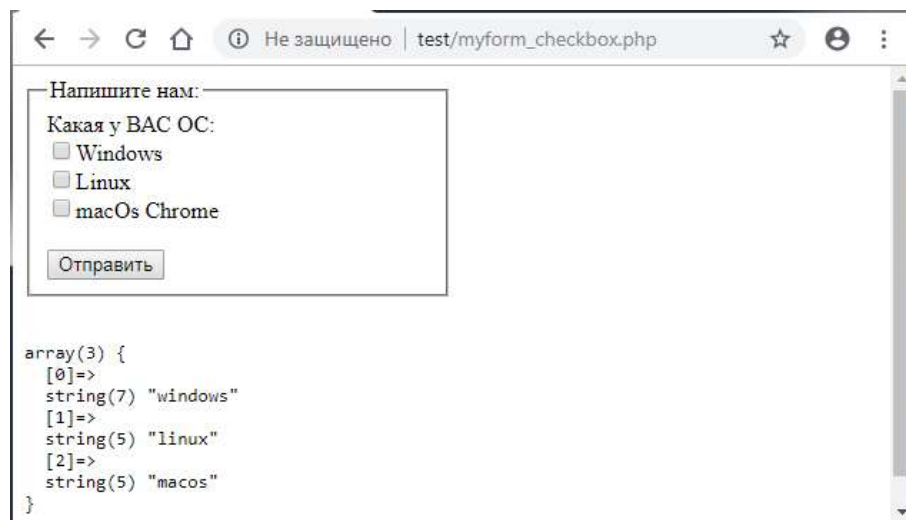 Не защищено | test/myform_checkbox.php
Напишите нам:
Какая у ВАС ОС:
Windows
Linux
macOs Chrome
Отправить
array(3) {
  [0]=>
  string(7) "windows"
  [1]=>
  string(5) "linux"
  [2]=>
  string(5) "macos"
}